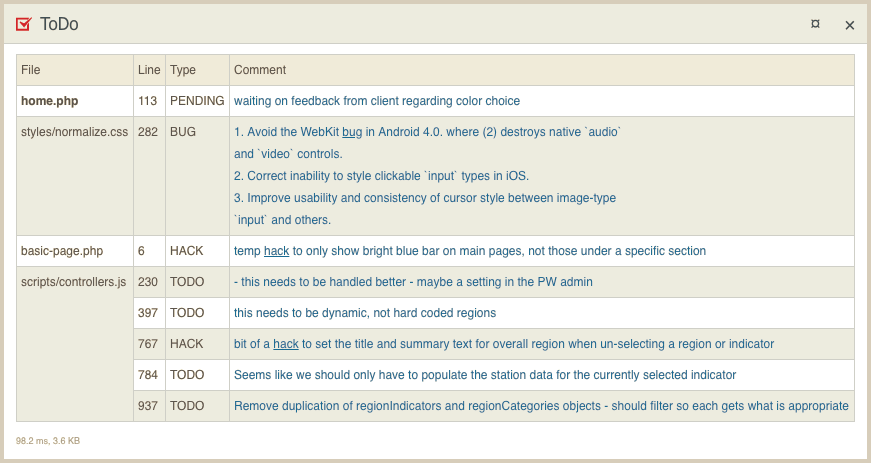 ToDo ¤ ×
File Line Type Comment
home.php 113 PENDING waiting on feedback from client regarding color choice
styles/normalize.css 282 BUG 1. Avoid the WebKit bug in Android 4.0. where (2) destroys native `audio`
and `video` controls.
2. Correct inability to style clickable `input` types in iOS.
3. Improve usability and consistency of cursor style between image-type
`input` and others.
basic-page.php 6 HACK temp hack to only show bright blue bar on main pages, not those under a specific section
scripts/controllers.js 230 TODO - this needs to be handled better - maybe a setting in the PW admin
397 TODO this needs to be dynamic, not hard coded regions
767 HACK bit of a hack to set the title and summary text for overall region when un-selecting a region or indicator
784 TODO Seems like we should only have to populate the station data for the currently selected indicator
937 TODO Remove duplication of regionIndicators and regionCategories objects - should filter so each gets what is appropriate
98.2 ms, 3.6 KB